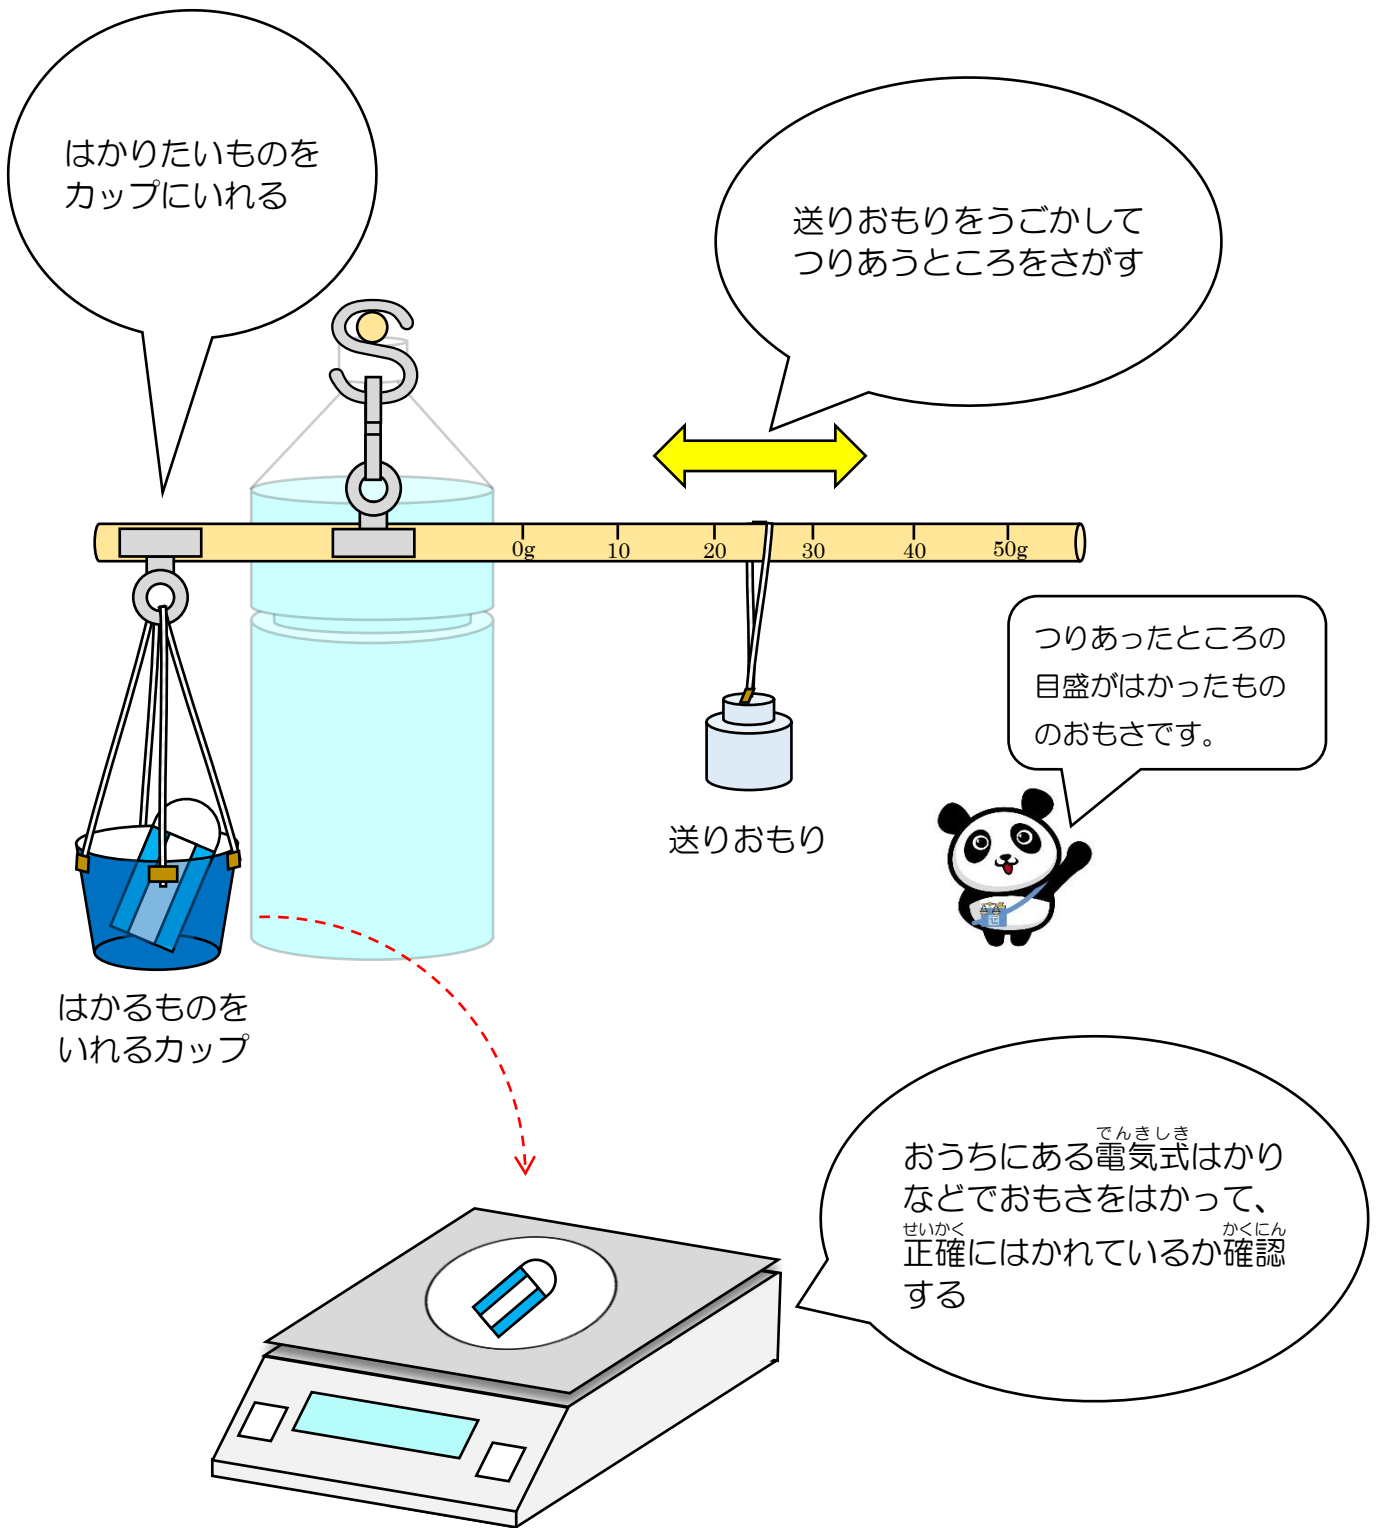 はかりたいものを
カップにいれる
送りおもりをうごかして
つりあうところをさがす
0g 10 20 30 40 50g
つりあったところの
目盛がはかったもの
のおもさです。
送りおもり
はかるものを
いれるカップ
でんきしき
おうちにある電気式はかり
などでおもさをはかって、
せいかく かくにん
正確にはかれているか確認
する